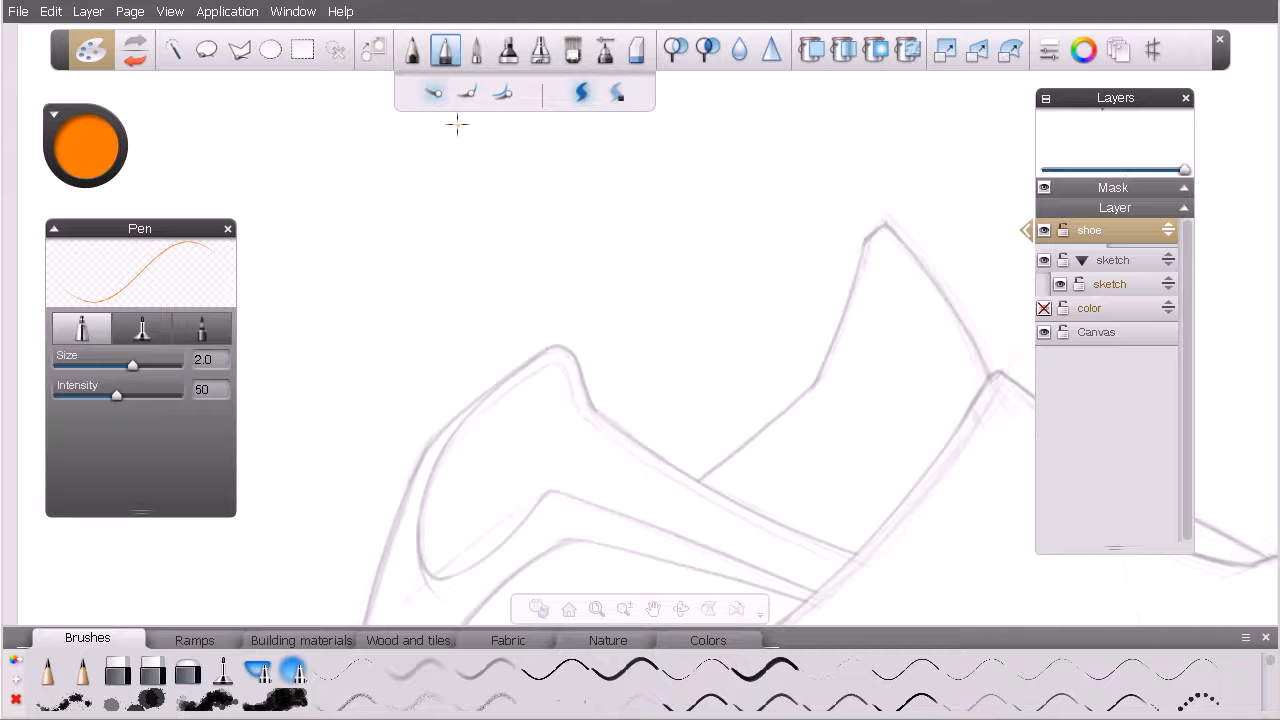 File Edit Layer Page View Application Window Help
Layers
Mask
Layer
shoe
sketch
sketch
color
Canvas
Pen
Size 2.0
Intensity 50
Brushes Ramps Building materials Wood and tiles Fabric Nature Colors